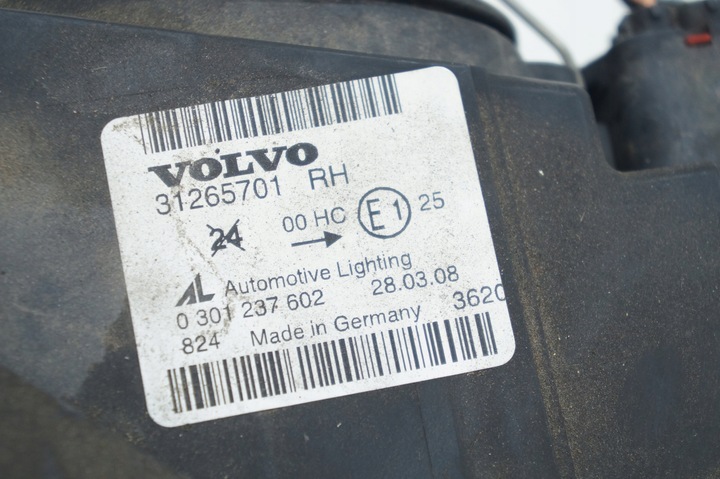 VOLVO
31265701 RH
24 00 HC E1 25
AL Automotive Lighting
0 301 237 602 28.03.08
824 Made in Germany 3620